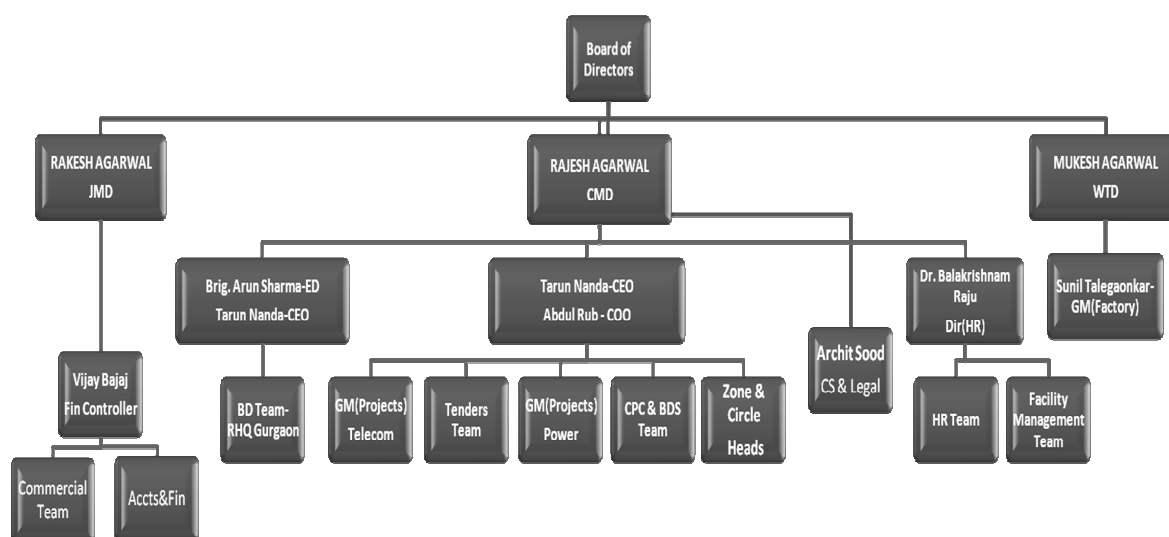 Board of
Directors
RAKESH AGARWAL
JMD
RAJESH AGARWAL
CMD
MUKESH AGARWAL
WTD
Brig. Arun Sharma-ED
Tarun Nanda-CEO
Tarun Nanda-CEO
Abdul Rub - COO
Dr. Balakrishnam
Raju
Dir(HR)
Sunil Talegaonkar-
GM(Factory)
Archit Sood
CS & Legal
Vijay Bajaj
Fin Controller
BD Team-
RHQ Gurgaon
GM(Projects)
Telecom
Tenders
Team
GM(Projects)
Power
CPC & BDS
Team
Zone &
Circle
Heads
HR Team
Facility
Management
Team
Commercial
Team
Accts&Fin